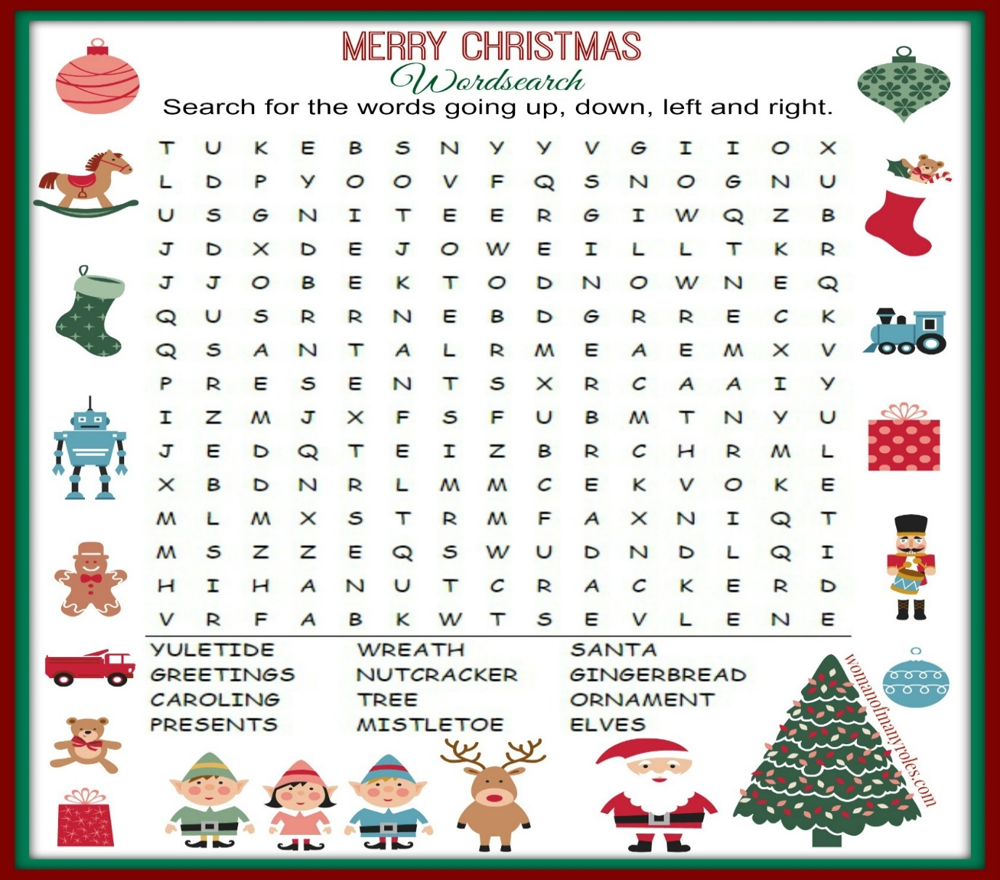 MERRY CHRISTMAS
Wordsearch
Search for the words going up, down, left and right.
T U K E B S N Y Y V G I I O X
L D P Y O O V F Q S N O G N U
U S G N I T E E R G I W Q Z B
J D X D E J O W E I L L T K R
J J O B E K T O D N O W N E Q
Q U S R R N E B D G R R E C K
Q S A N T A L R M E A E M X V
P R E S E N T S X R C A A I Y
I Z M J X F S F U B M T N Y U
J E D Q T E I Z B R C H R M L
X B D N R L M M C E K V O K E
M L M X S T R M F A X N I Q T
M S Z Z E Q S W U D N D L Q I
H I H A N U T C R A C K E R D
V R F A B K W T S E V L E N E
YULETIDE WREATH SANTA
GREETINGS NUTCRACKER GINGERBREAD
CAROLING TREE ORNAMENT
PRESENTS MISTLETOE ELVES
womanofmanyroles.com